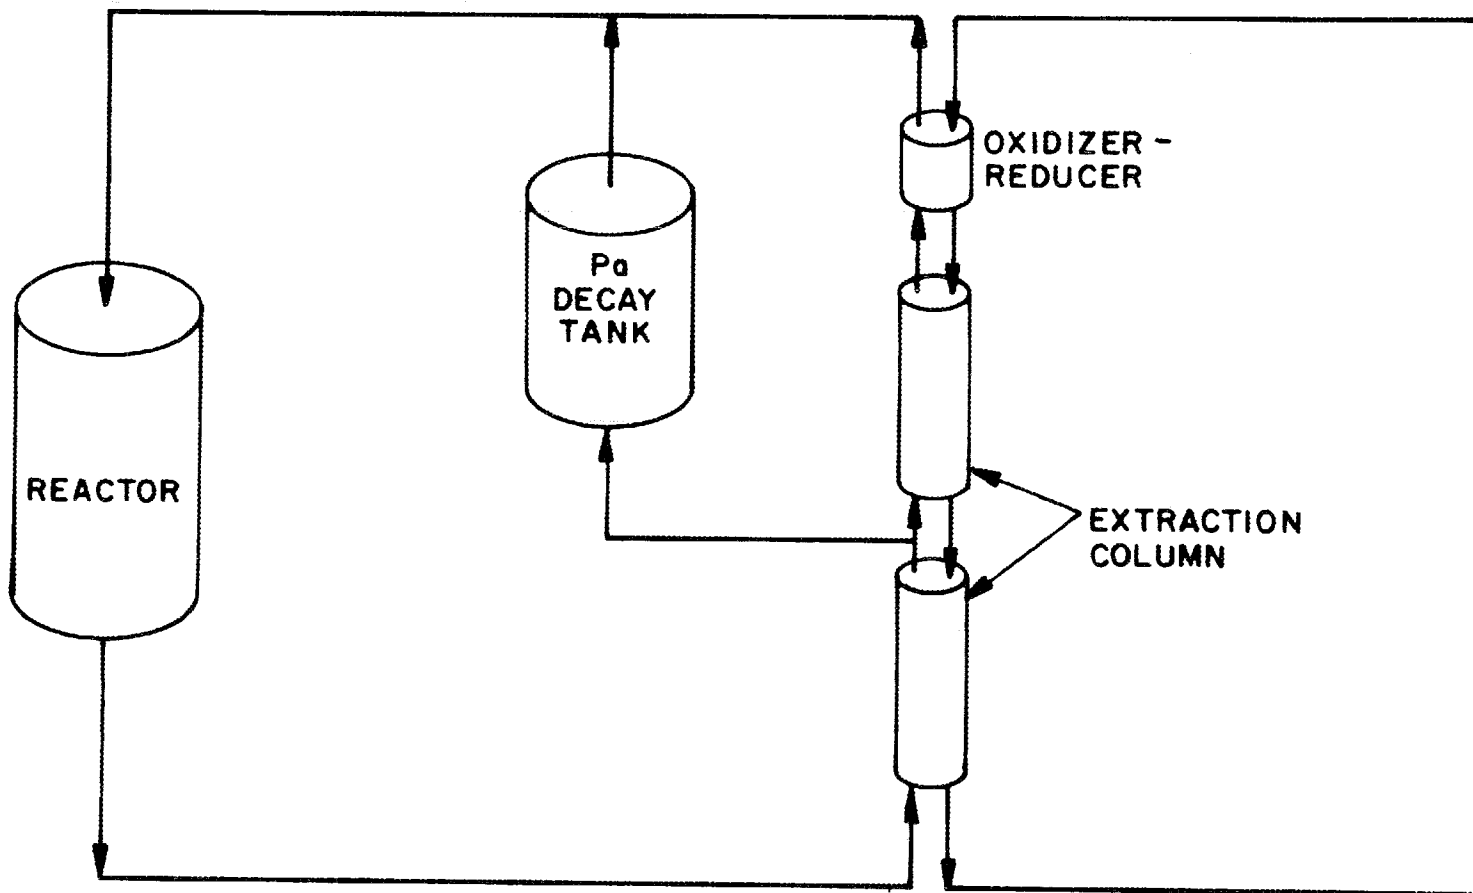 OXIDIZER -
REDUCER
Pa
DECAY
TANK
REACTOR
EXTRACTION
COLUMN